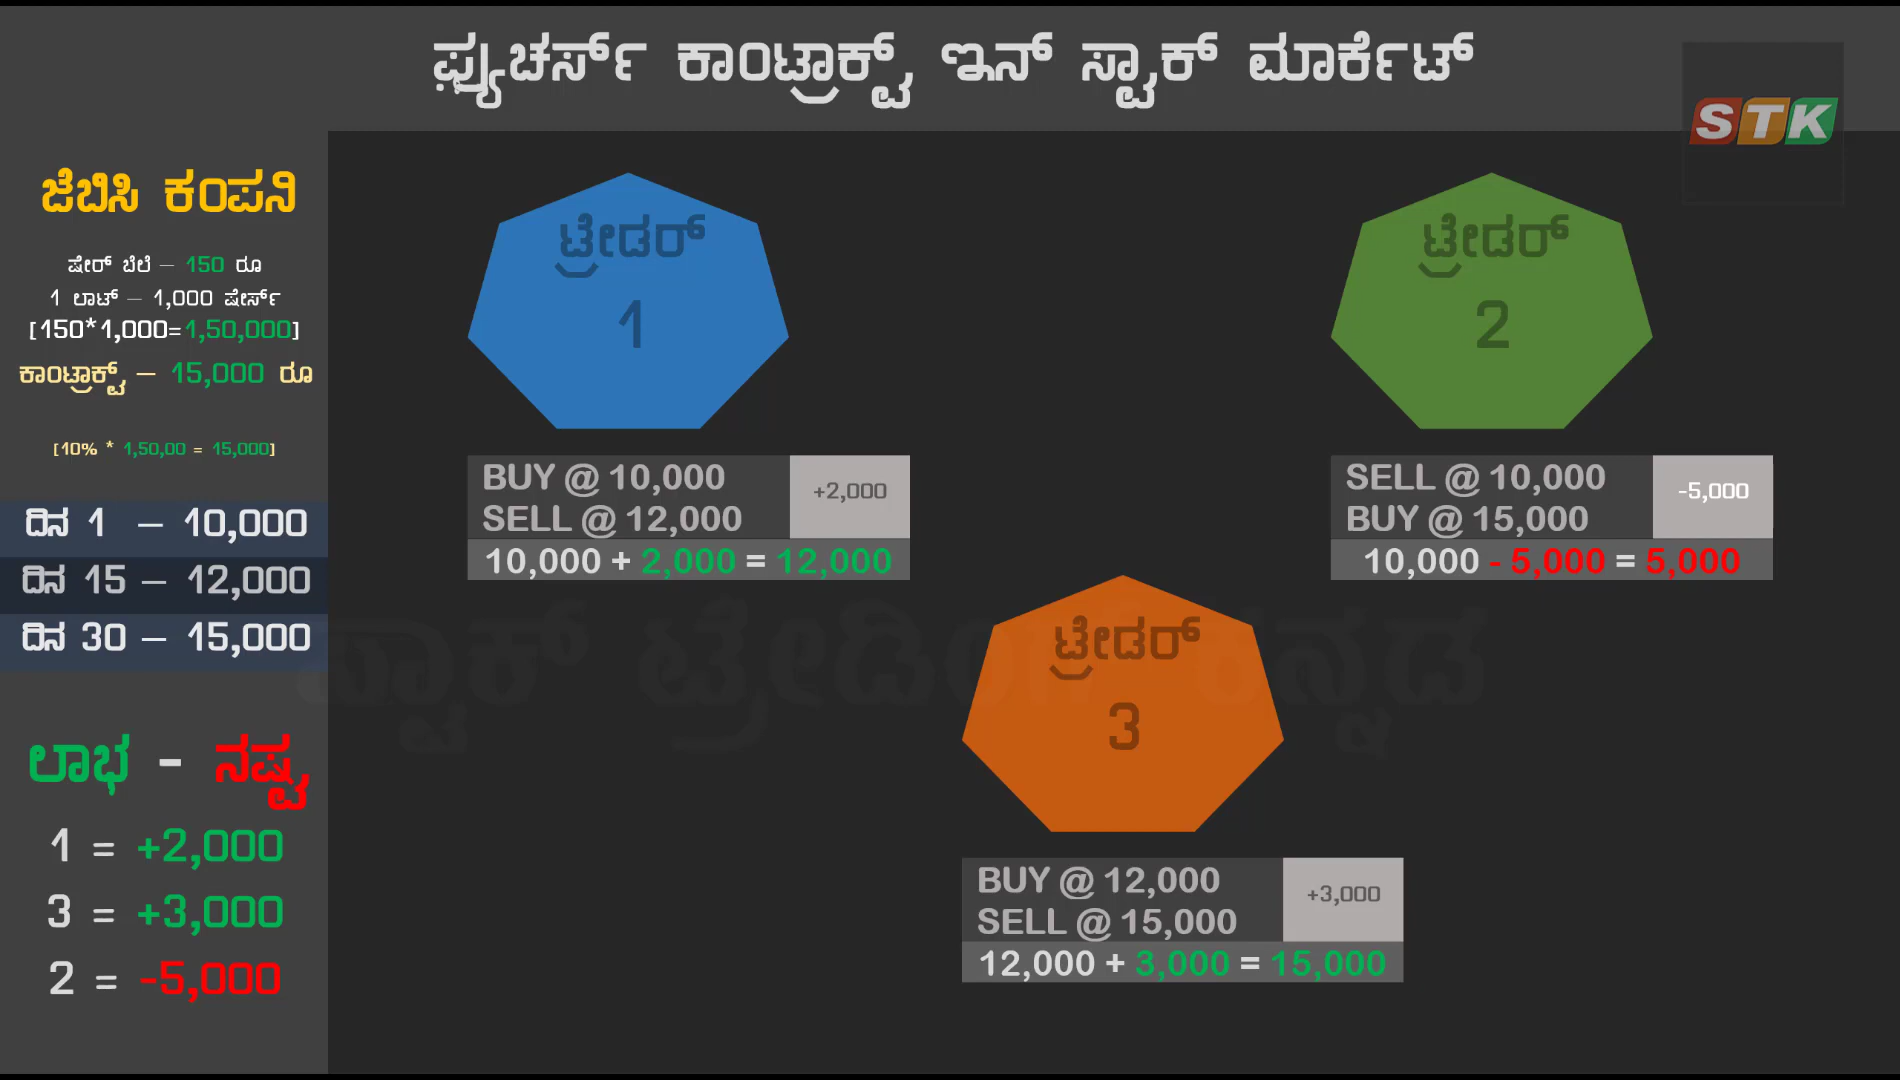 ಫ್ಯೂಚರ್ಸ್ ಕಾಂಟ್ರಾಕ್ಟ್ಸ್ ಇನ್ ಸ್ಟಾಕ್ ಮಾರ್ಕೆಟ್
STK
ಜೆಬಿಸಿ ಕಂಪನಿ
ಷೇರ್ ಬೆಲೆ – 150 ರೂ
1 ಲಾಟ್ – 1,000 ಷೇರ್ಸ್
[150*1,000=1,50,000]
ಕಾಂಟ್ರಾಕ್ಟ್ – 15,000 ರೂ
[10% * 1,50,00 = 15,000]
ದಿನ 1 – 10,000
ದಿನ 15 – 12,000
ದಿನ 30 – 15,000
ಲಾಭ - ನಷ್ಟ
1 = +2,000
3 = +3,000
2 = -5,000
ಟ್ರೇಡರ್
1
BUY @ 10,000
SELL @ 12,000
+2,000
10,000 + 2,000 = 12,000
ಟ್ರೇಡರ್
2
SELL @ 10,000
BUY @ 15,000
-5,000
10,000 - 5,000 = 5,000
ಟ್ರೇಡರ್
3
BUY @ 12,000
SELL @ 15,000
+3,000
12,000 + 3,000 = 15,000
ಸ್ಟಾಕ್ ಟ್ರೇಡಿಂಗ್ ಕನ್ನಡ